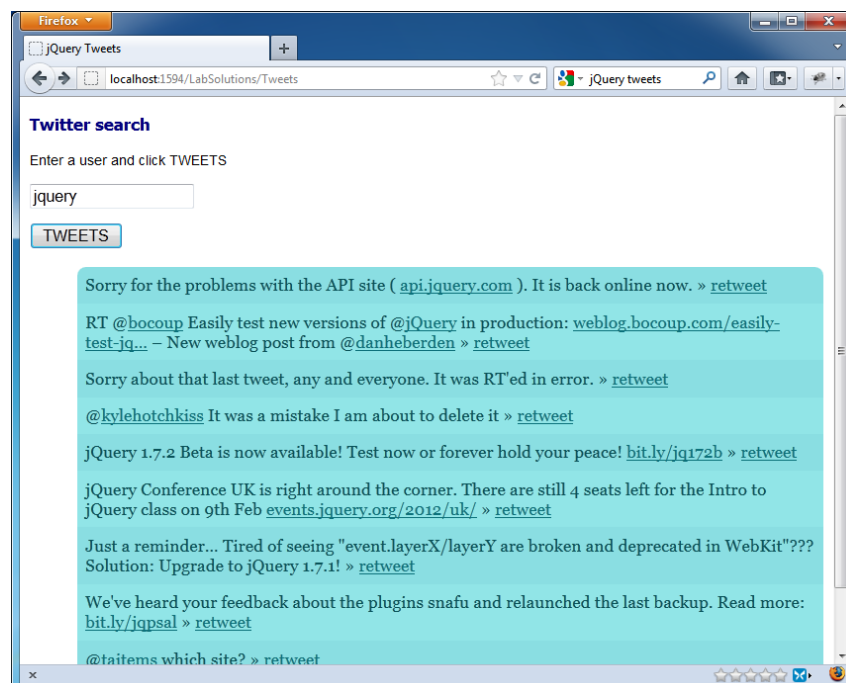 Firefox
jQuery Tweets
+
localhost:1594/LabSolutions/Tweets
jQuery tweets
Twitter search
Enter a user and click TWEETS
jquery
TWEETS
Sorry for the problems with the API site ( api.jquery.com ). It is back online now. » retweet
RT @bocoup Easily test new versions of @jQuery in production: weblog.bocoup.com/easily-
test-jq... – New weblog post from @danheberden » retweet
Sorry about that last tweet, any and everyone. It was RT'ed in error. » retweet
@kylehotchkiss It was a mistake I am about to delete it » retweet
jQuery 1.7.2 Beta is now available! Test now or forever hold your peace! bit.ly/jq172b » retweet
jQuery Conference UK is right around the corner. There are still 4 seats left for the Intro to
jQuery class on 9th Feb events.jquery.org/2012/uk/ » retweet
Just a reminder... Tired of seeing "event.layerX/layerY are broken and deprecated in WebKit"???
Solution: Upgrade to jQuery 1.7.1! » retweet
We've heard your feedback about the plugins snafu and relaunched the last backup. Read more:
bit.ly/jqpsal » retweet
@taitems which site? » retweet
x